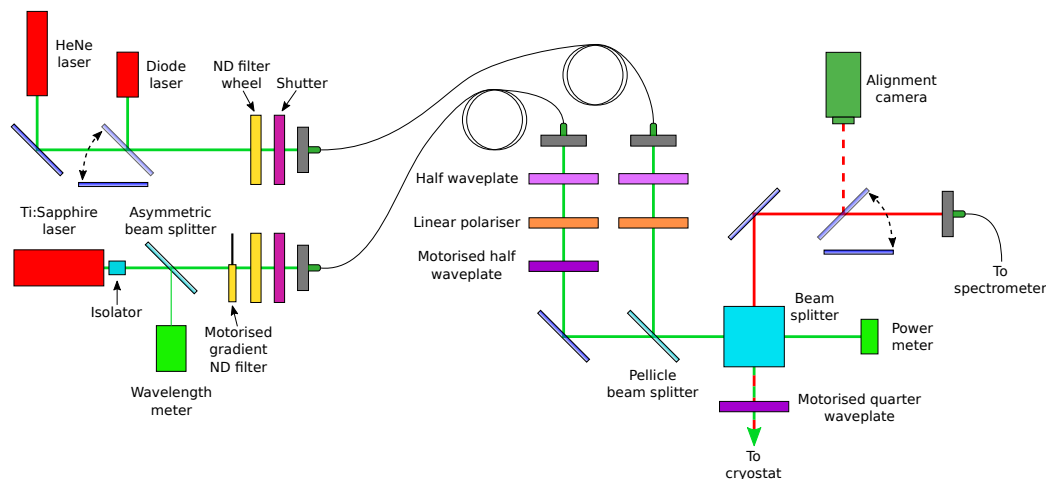 HeNe
laser
Diode
laser
ND filter
wheel
Shutter
Alignment
camera
Half waveplate
Linear polariser
Motorised half
waveplate
Ti:Sapphire
laser
Asymmetric
beam splitter
Isolator
Motorised
gradient
ND filter
Wavelength
meter
Pellicle
beam splitter
Beam
splitter
Power
meter
To
spectrometer
Motorised quarter
waveplate
To
cryostat